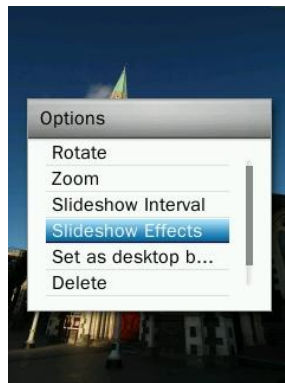 Options
Rotate
Zoom
Slideshow Interval
Slideshow Effects
Set as desktop b...
Delete